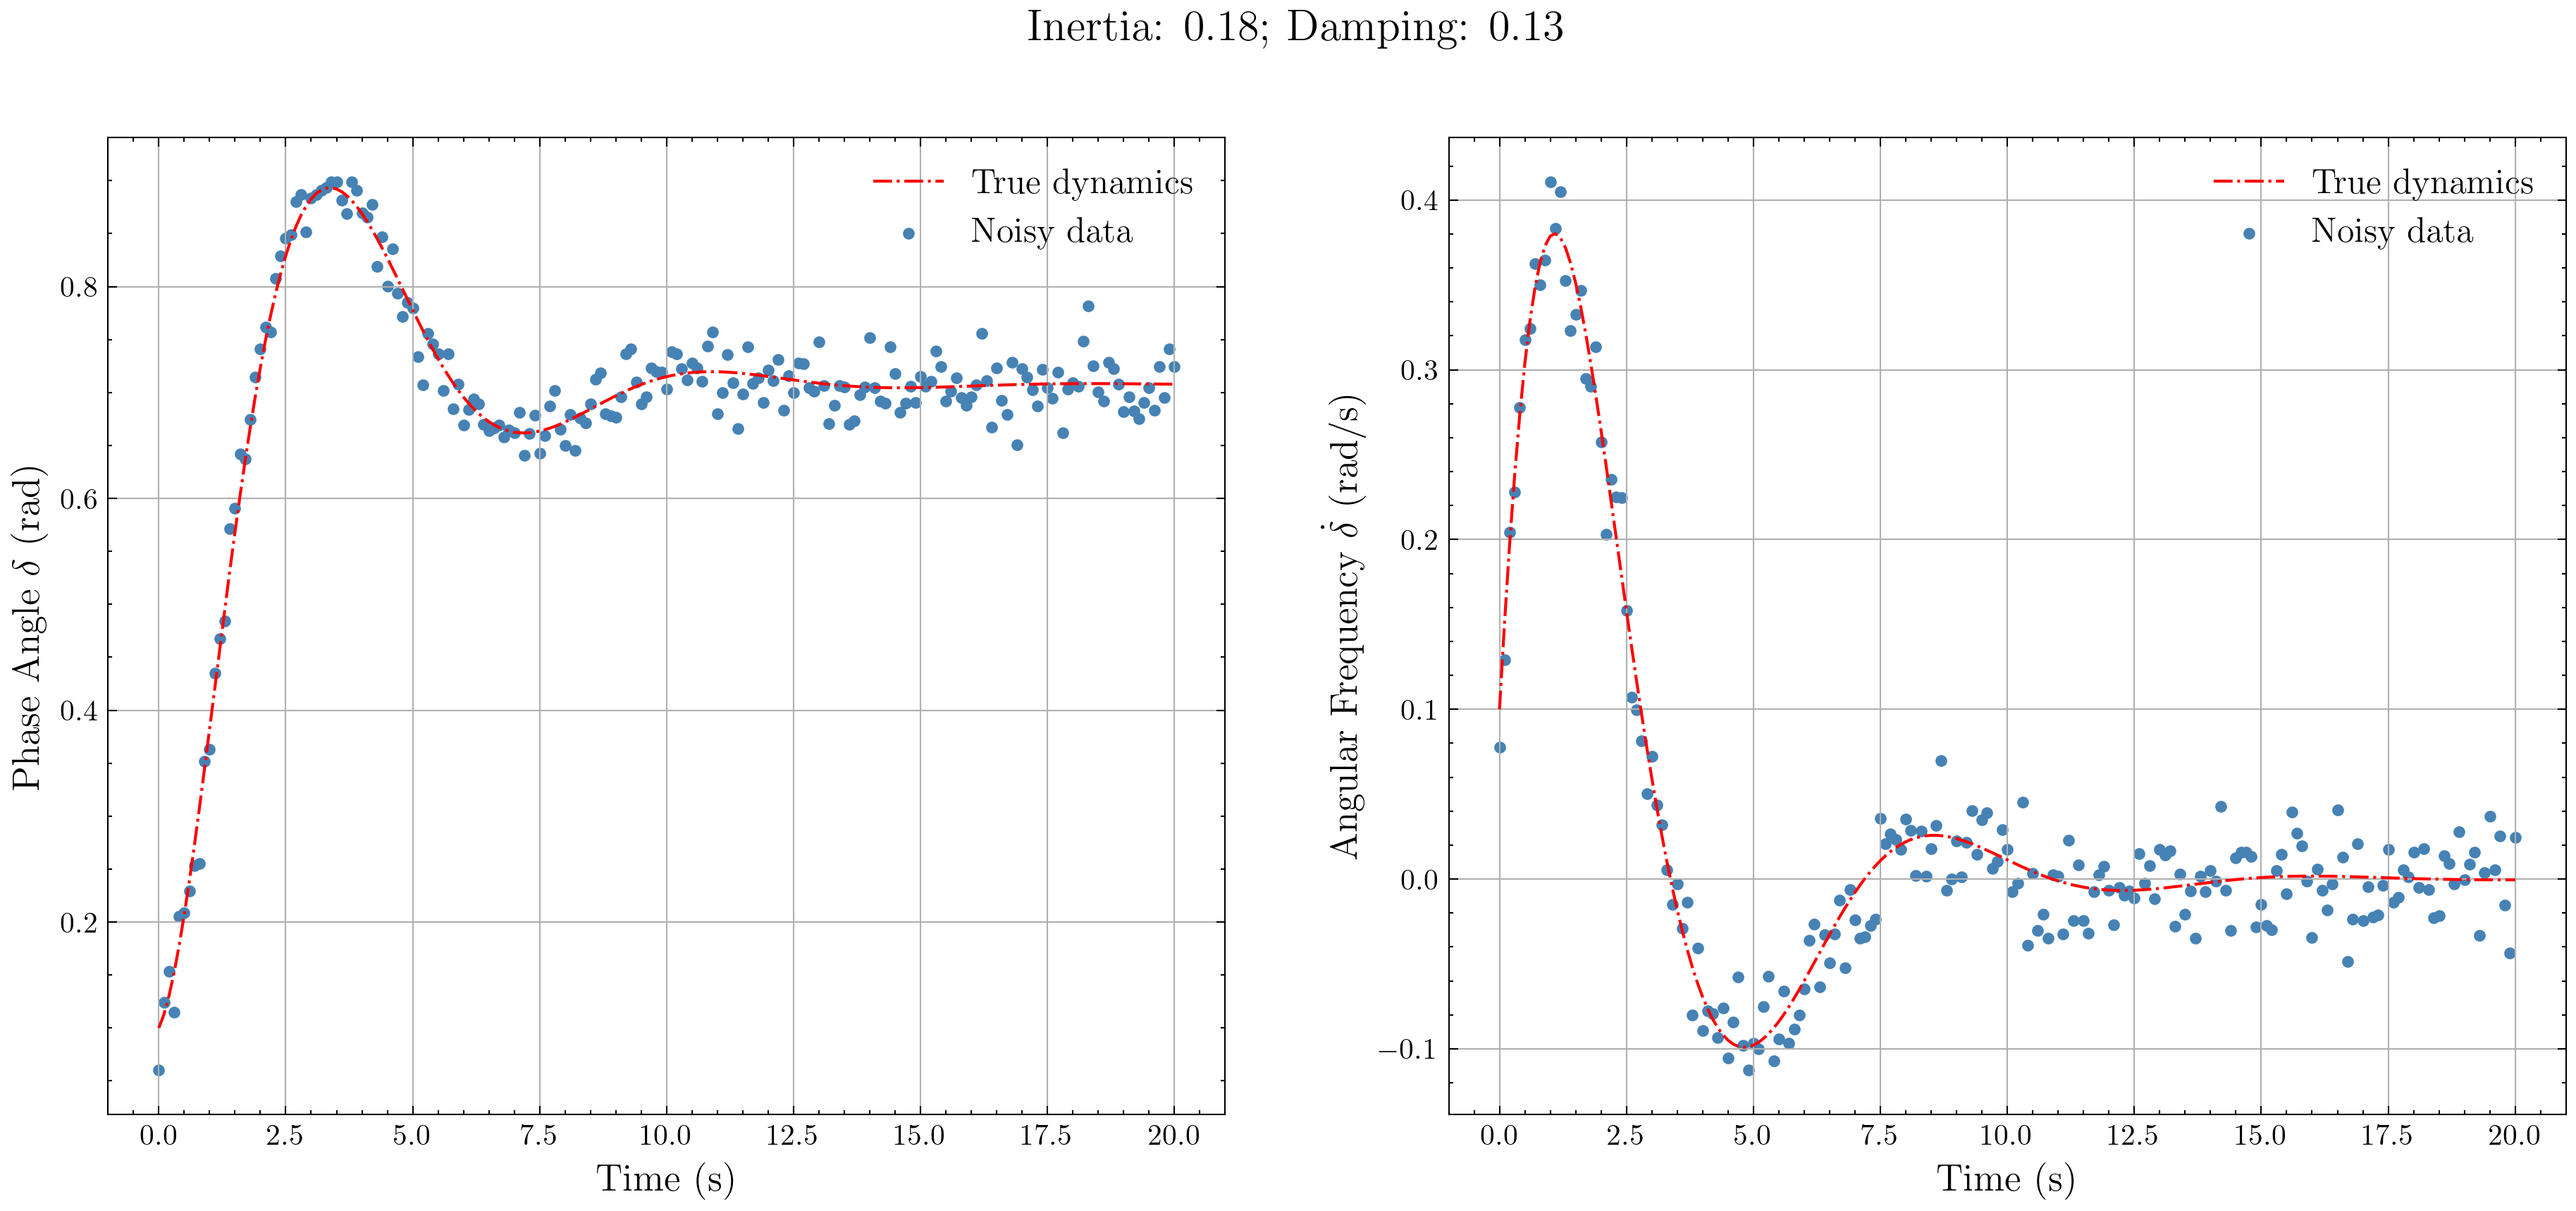 Inertia: 0.18; Damping: 0.13
Phase Angle δ (rad)
0.8
0.6
0.4
0.2
True dynamics
Noisy data
0.0 2.5 5.0 7.5 10.0 12.5 15.0 17.5 20.0
Time (s)
Angular Frequency δ̇ (rad/s)
0.4
0.3
0.2
0.1
0.0
−0.1
True dynamics
Noisy data
0.0 2.5 5.0 7.5 10.0 12.5 15.0 17.5 20.0
Time (s)